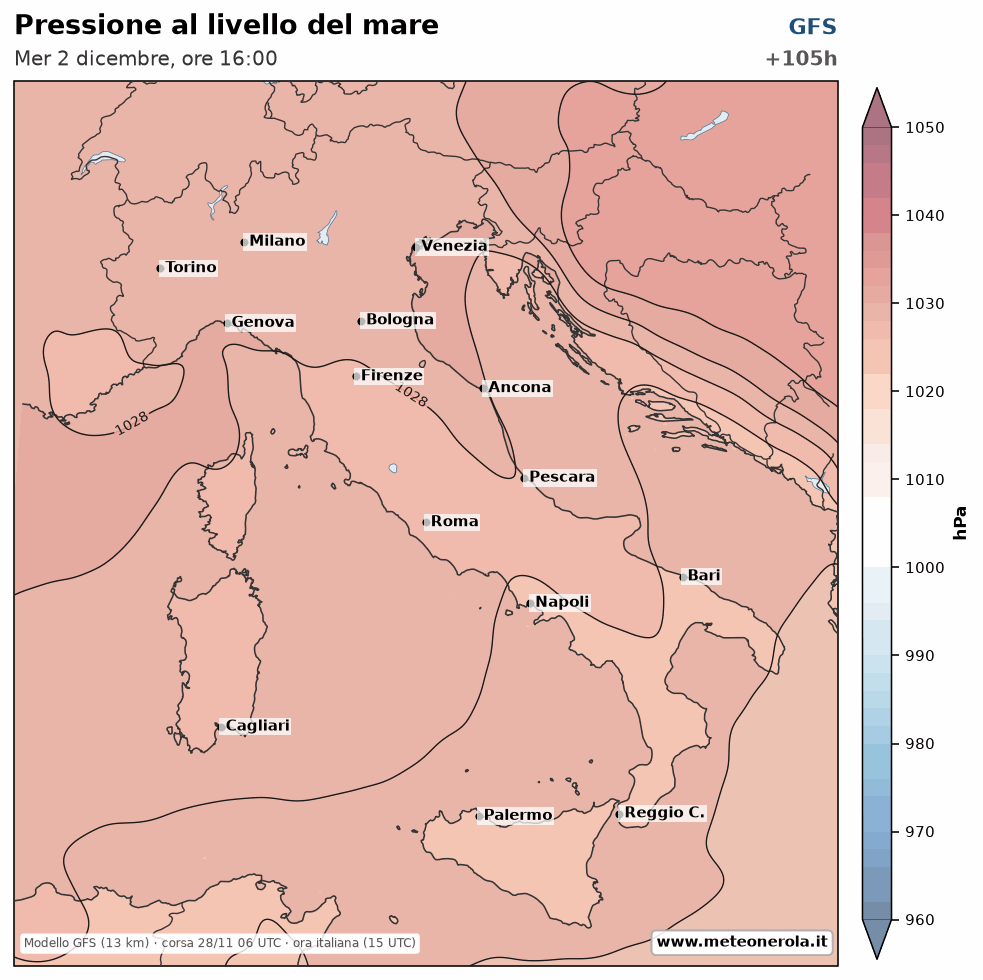 Pressione al livello del mare
GFS
Mer 2 dicembre, ore 16:00
+105h
Milano
Venezia
Torino
Genova
Bologna
Firenze
1028
Ancona
1028
Pescara
Roma
Bari
Napoli
Cagliari
Palermo
Reggio C.
1050
1040
1030
1020
1010
1000
990
980
970
960
hPa
Modello GFS (13 km) · corsa 28/11 06 UTC · ora italiana (15 UTC)
www.meteonerola.it